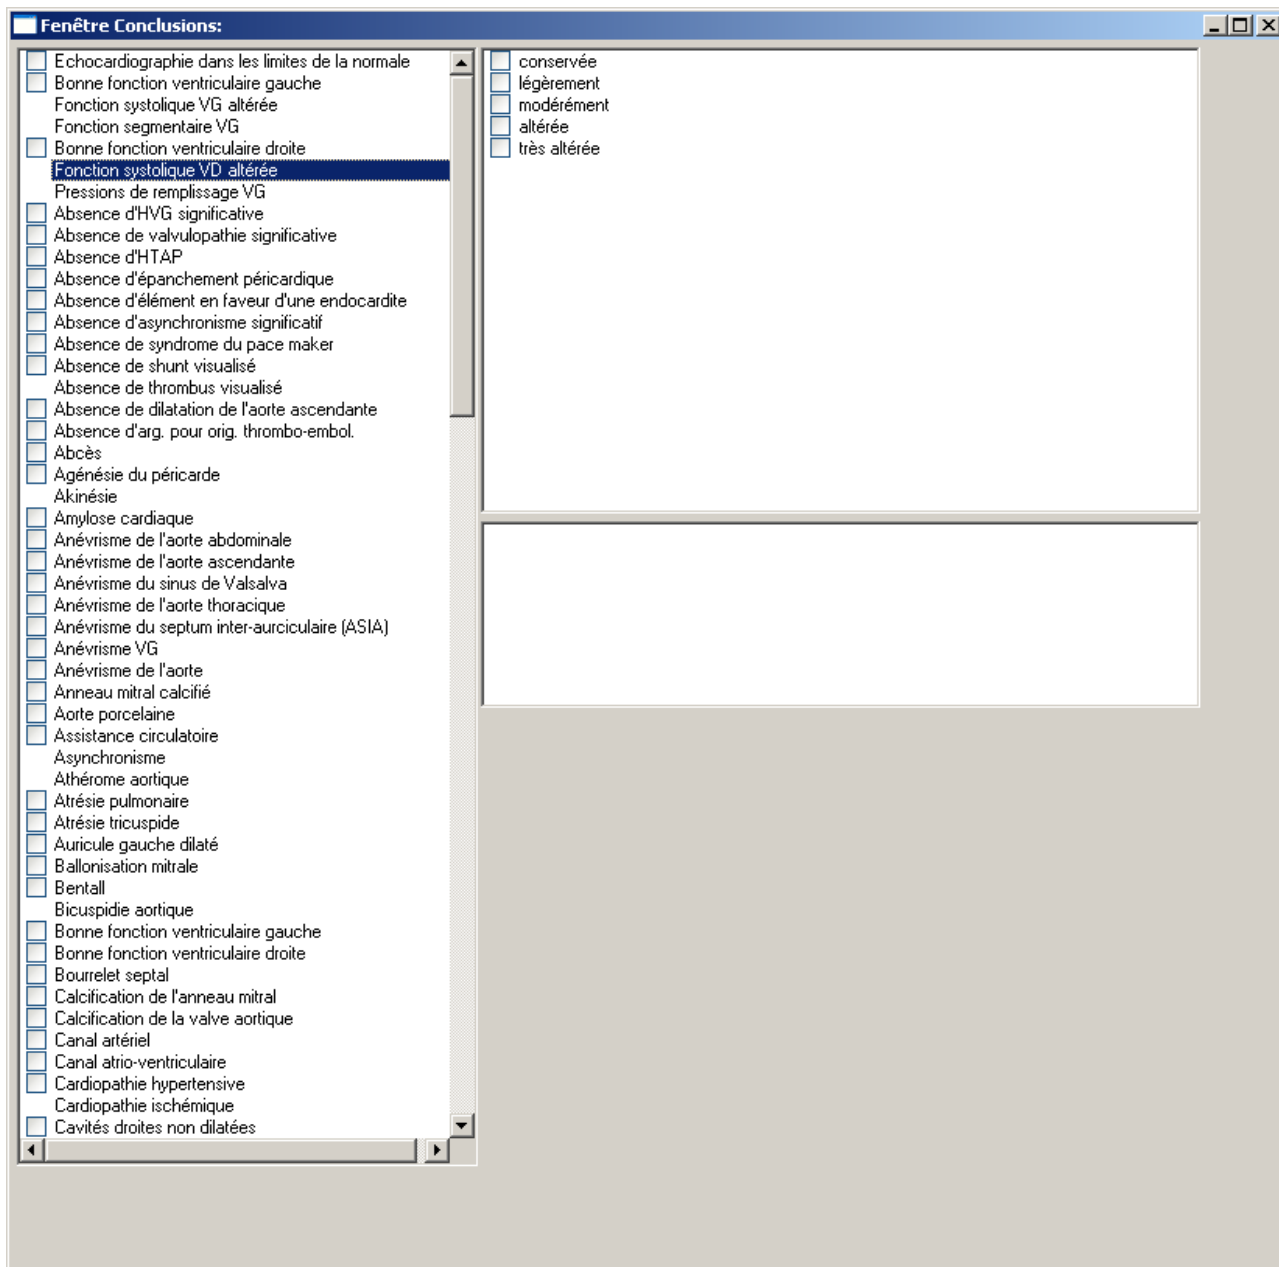 Fenêtre Conclusions:
Echocardiographie dans les limites de la normale
Bonne fonction ventriculaire gauche
Fonction systolique VG altérée
Fonction segmentaire VG
Bonne fonction ventriculaire droite
Fonction systolique VD altérée
Pressions de remplissage VG
Absence d'HVG significative
Absence de valvulopathie significative
Absence d'HTAP
Absence d'épanchement péricardique
Absence d'élément en faveur d'une endocardite
Absence d'asynchronisme significatif
Absence de syndrome du pace maker
Absence de shunt visualisé
Absence de thrombus visualisé
Absence de dilatation de l'aorte ascendante
Absence d'arg. pour orig. thrombo-embol.
Abcès
Agénésie du péricarde
Akinésie
Amylose cardiaque
Anévrisme de l'aorte abdominale
Anévrisme de l'aorte ascendante
Anévrisme du sinus de Valsalva
Anévrisme de l'aorte thoracique
Anévrisme du septum inter-aurciculaire (ASIA)
Anévrisme VG
Anévrisme de l'aorte
Anneau mitral calcifié
Aorte porcelaine
Assistance circulatoire
Asynchronisme
Athérome aortique
Atrésie pulmonaire
Atrésie tricuspide
Auricule gauche dilaté
Ballonisation mitrale
Bentall
Bicuspidie aortique
Bonne fonction ventriculaire gauche
Bonne fonction ventriculaire droite
Bourrelet septal
Calcification de l'anneau mitral
Calcification de la valve aortique
Canal artériel
Canal atrio-ventriculaire
Cardiopathie hypertensive
Cardiopathie ischémique
Cavités droites non dilatées
conservée
légèrement
modérément
altérée
très altérée